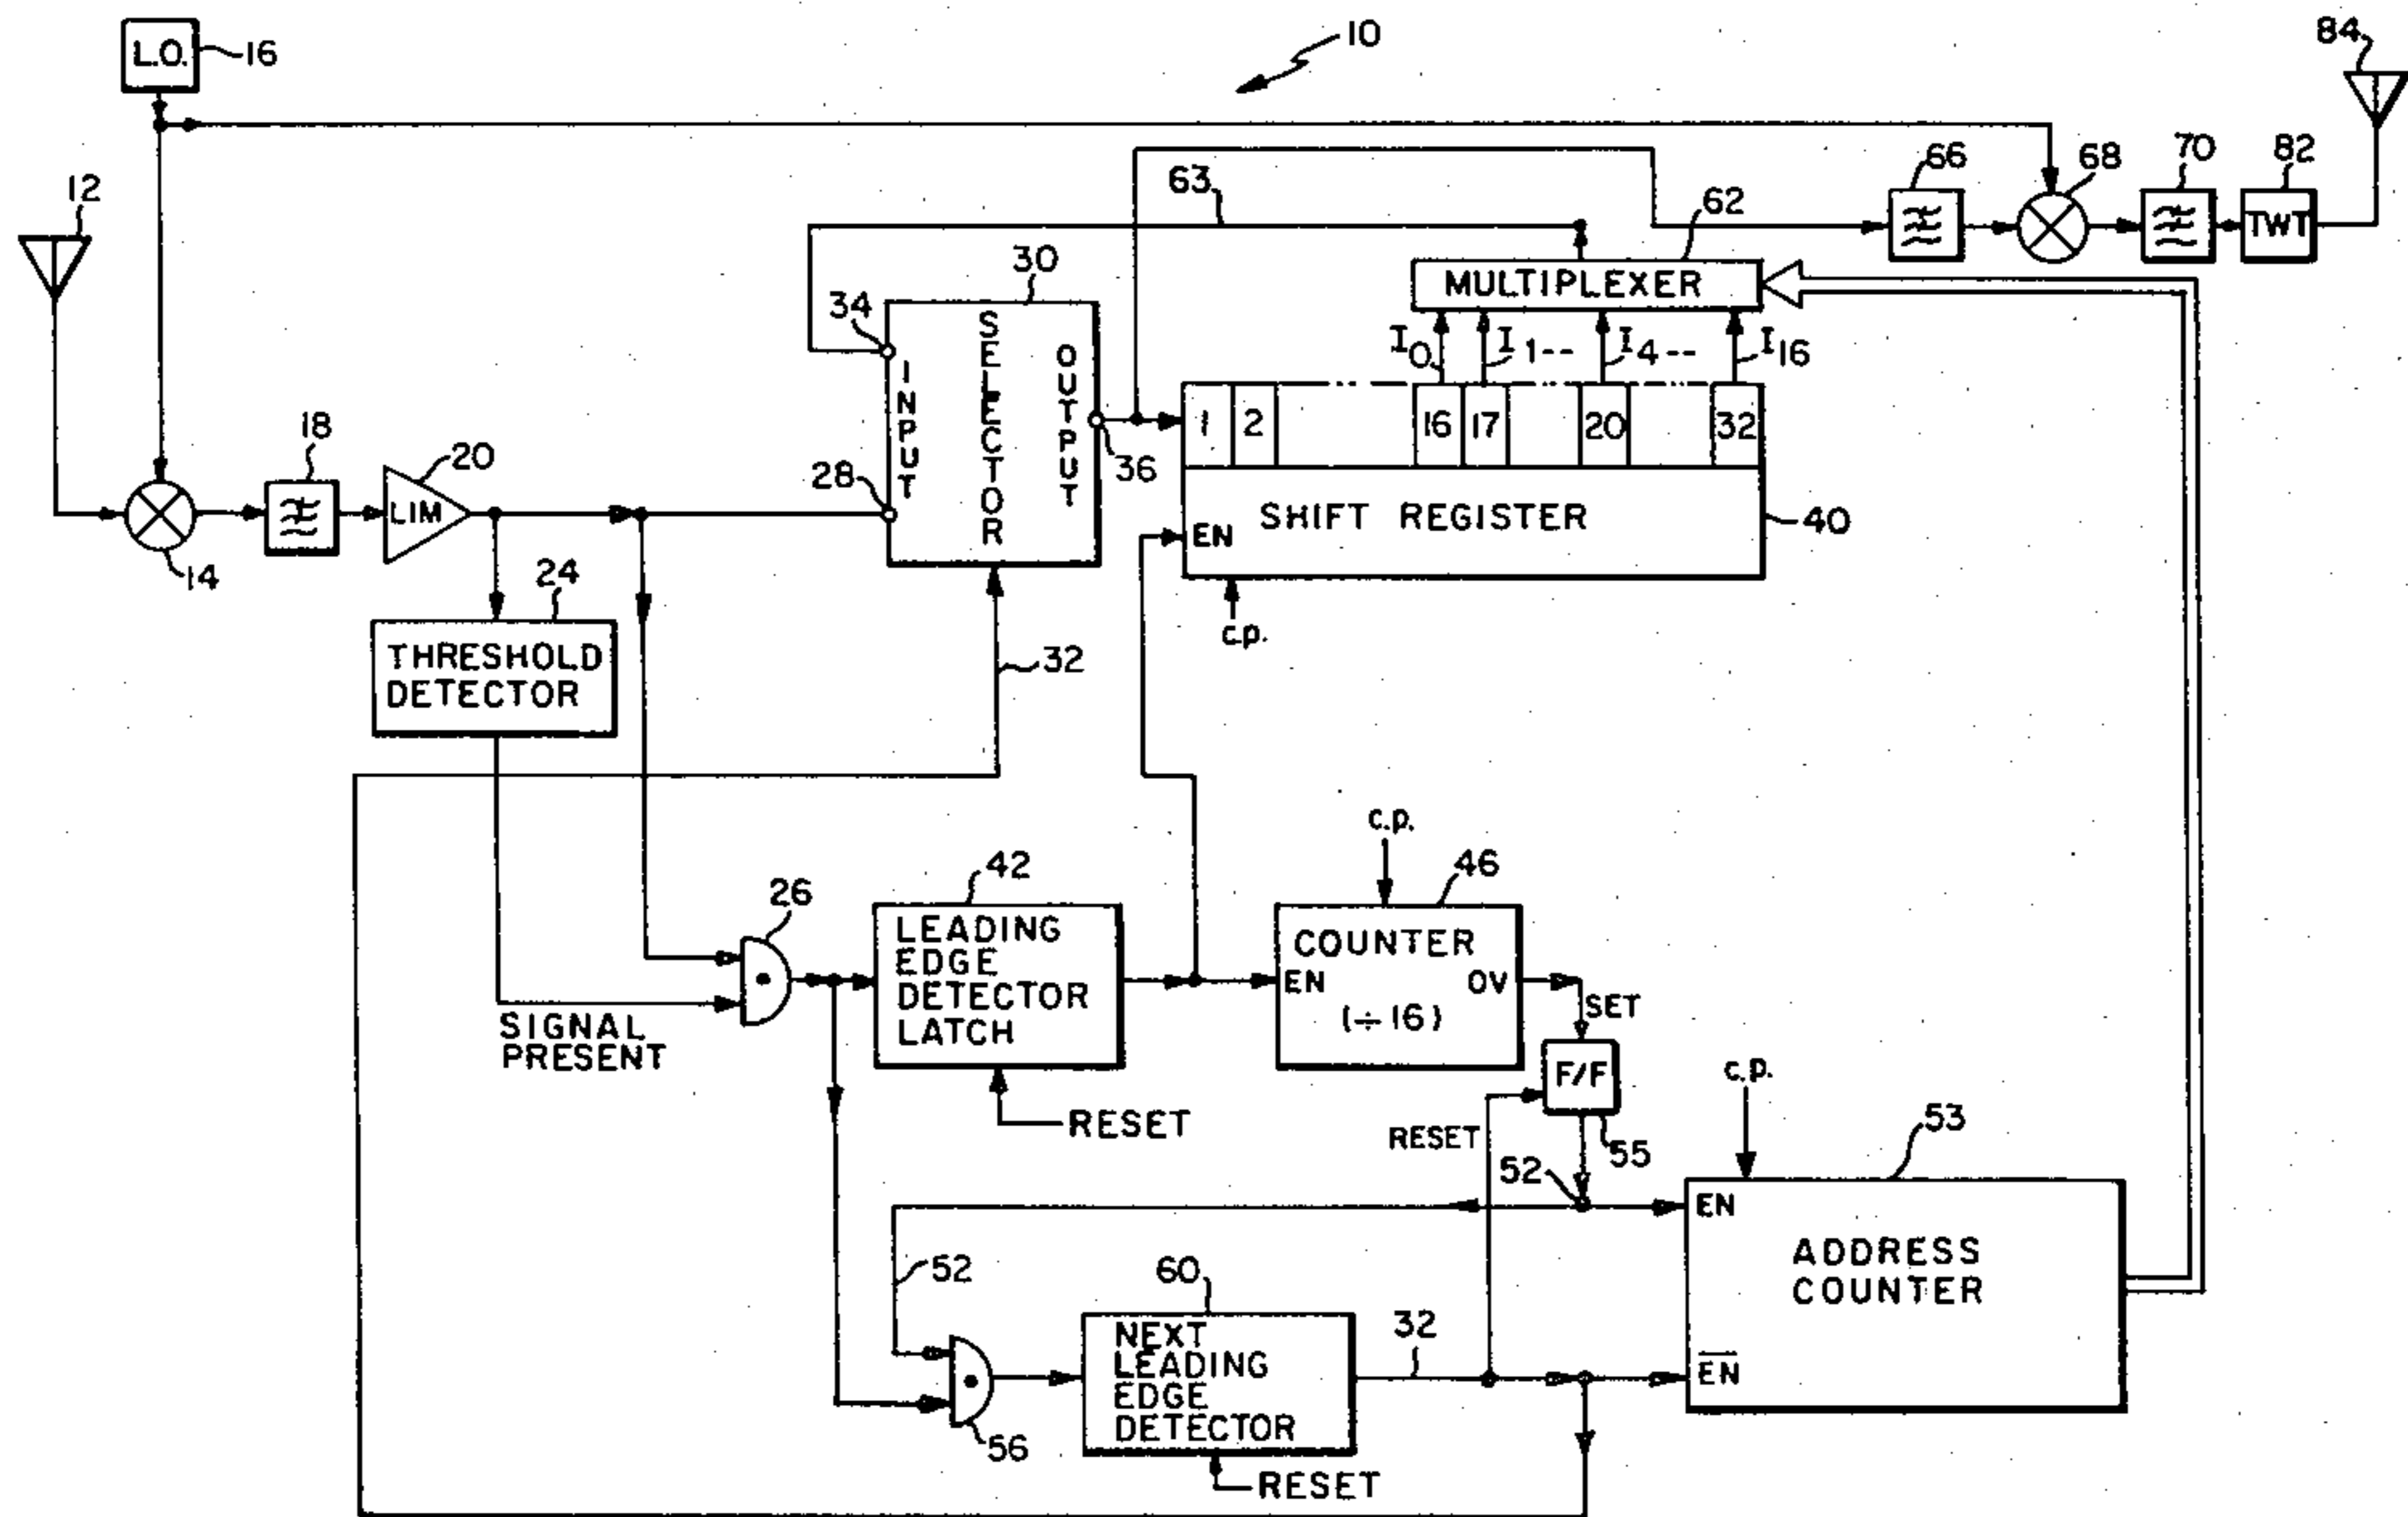 L.O.
16
10
84
12
63
62
66
68
70
82
TWT
30
34
MULTIPLEXER
I0
I1--
I4--
I16
SELECTOR
INPUT
OUTPUT
18
20
LIM
28
36
1
2
16
17
20
32
SHIFT REGISTER
40
EN
14
24
c.p.
THRESHOLD
DETECTOR
32
c.p.
42
46
26
LEADING
EDGE
DETECTOR
LATCH
COUNTER
EN
OV
(÷16)
SET
SIGNAL
PRESENT
F/F
c.p.
RESET
RESET
55
53
52
EN
ADDRESS
COUNTER
52
60
NEXT
LEADING
EDGE
DETECTOR
32
EN
56
RESET